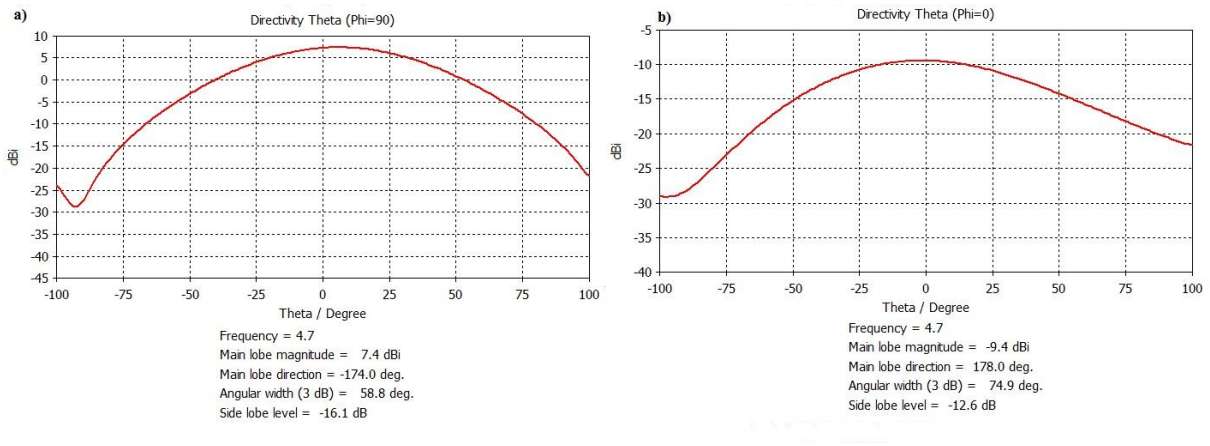 a)
Directivity Theta (Phi=90)
10
5
0
-5
-10
-15
-20
-25
-30
-35
-40
-45
dBi
-100 -75 -50 -25 0 25 50 75 100
Theta / Degree
Frequency = 4.7
Main lobe magnitude = 7.4 dBi
Main lobe direction = -174.0 deg.
Angular width (3 dB) = 58.8 deg.
Side lobe level = -16.1 dB
b)
Directivity Theta (Phi=0)
-5
-10
-15
-20
-25
-30
-35
-40
dBi
-100 -75 -50 -25 0 25 50 75 100
Theta / Degree
Frequency = 4.7
Main lobe magnitude = -9.4 dBi
Main lobe direction = 178.0 deg.
Angular width (3 dB) = 74.9 deg.
Side lobe level = -12.6 dB